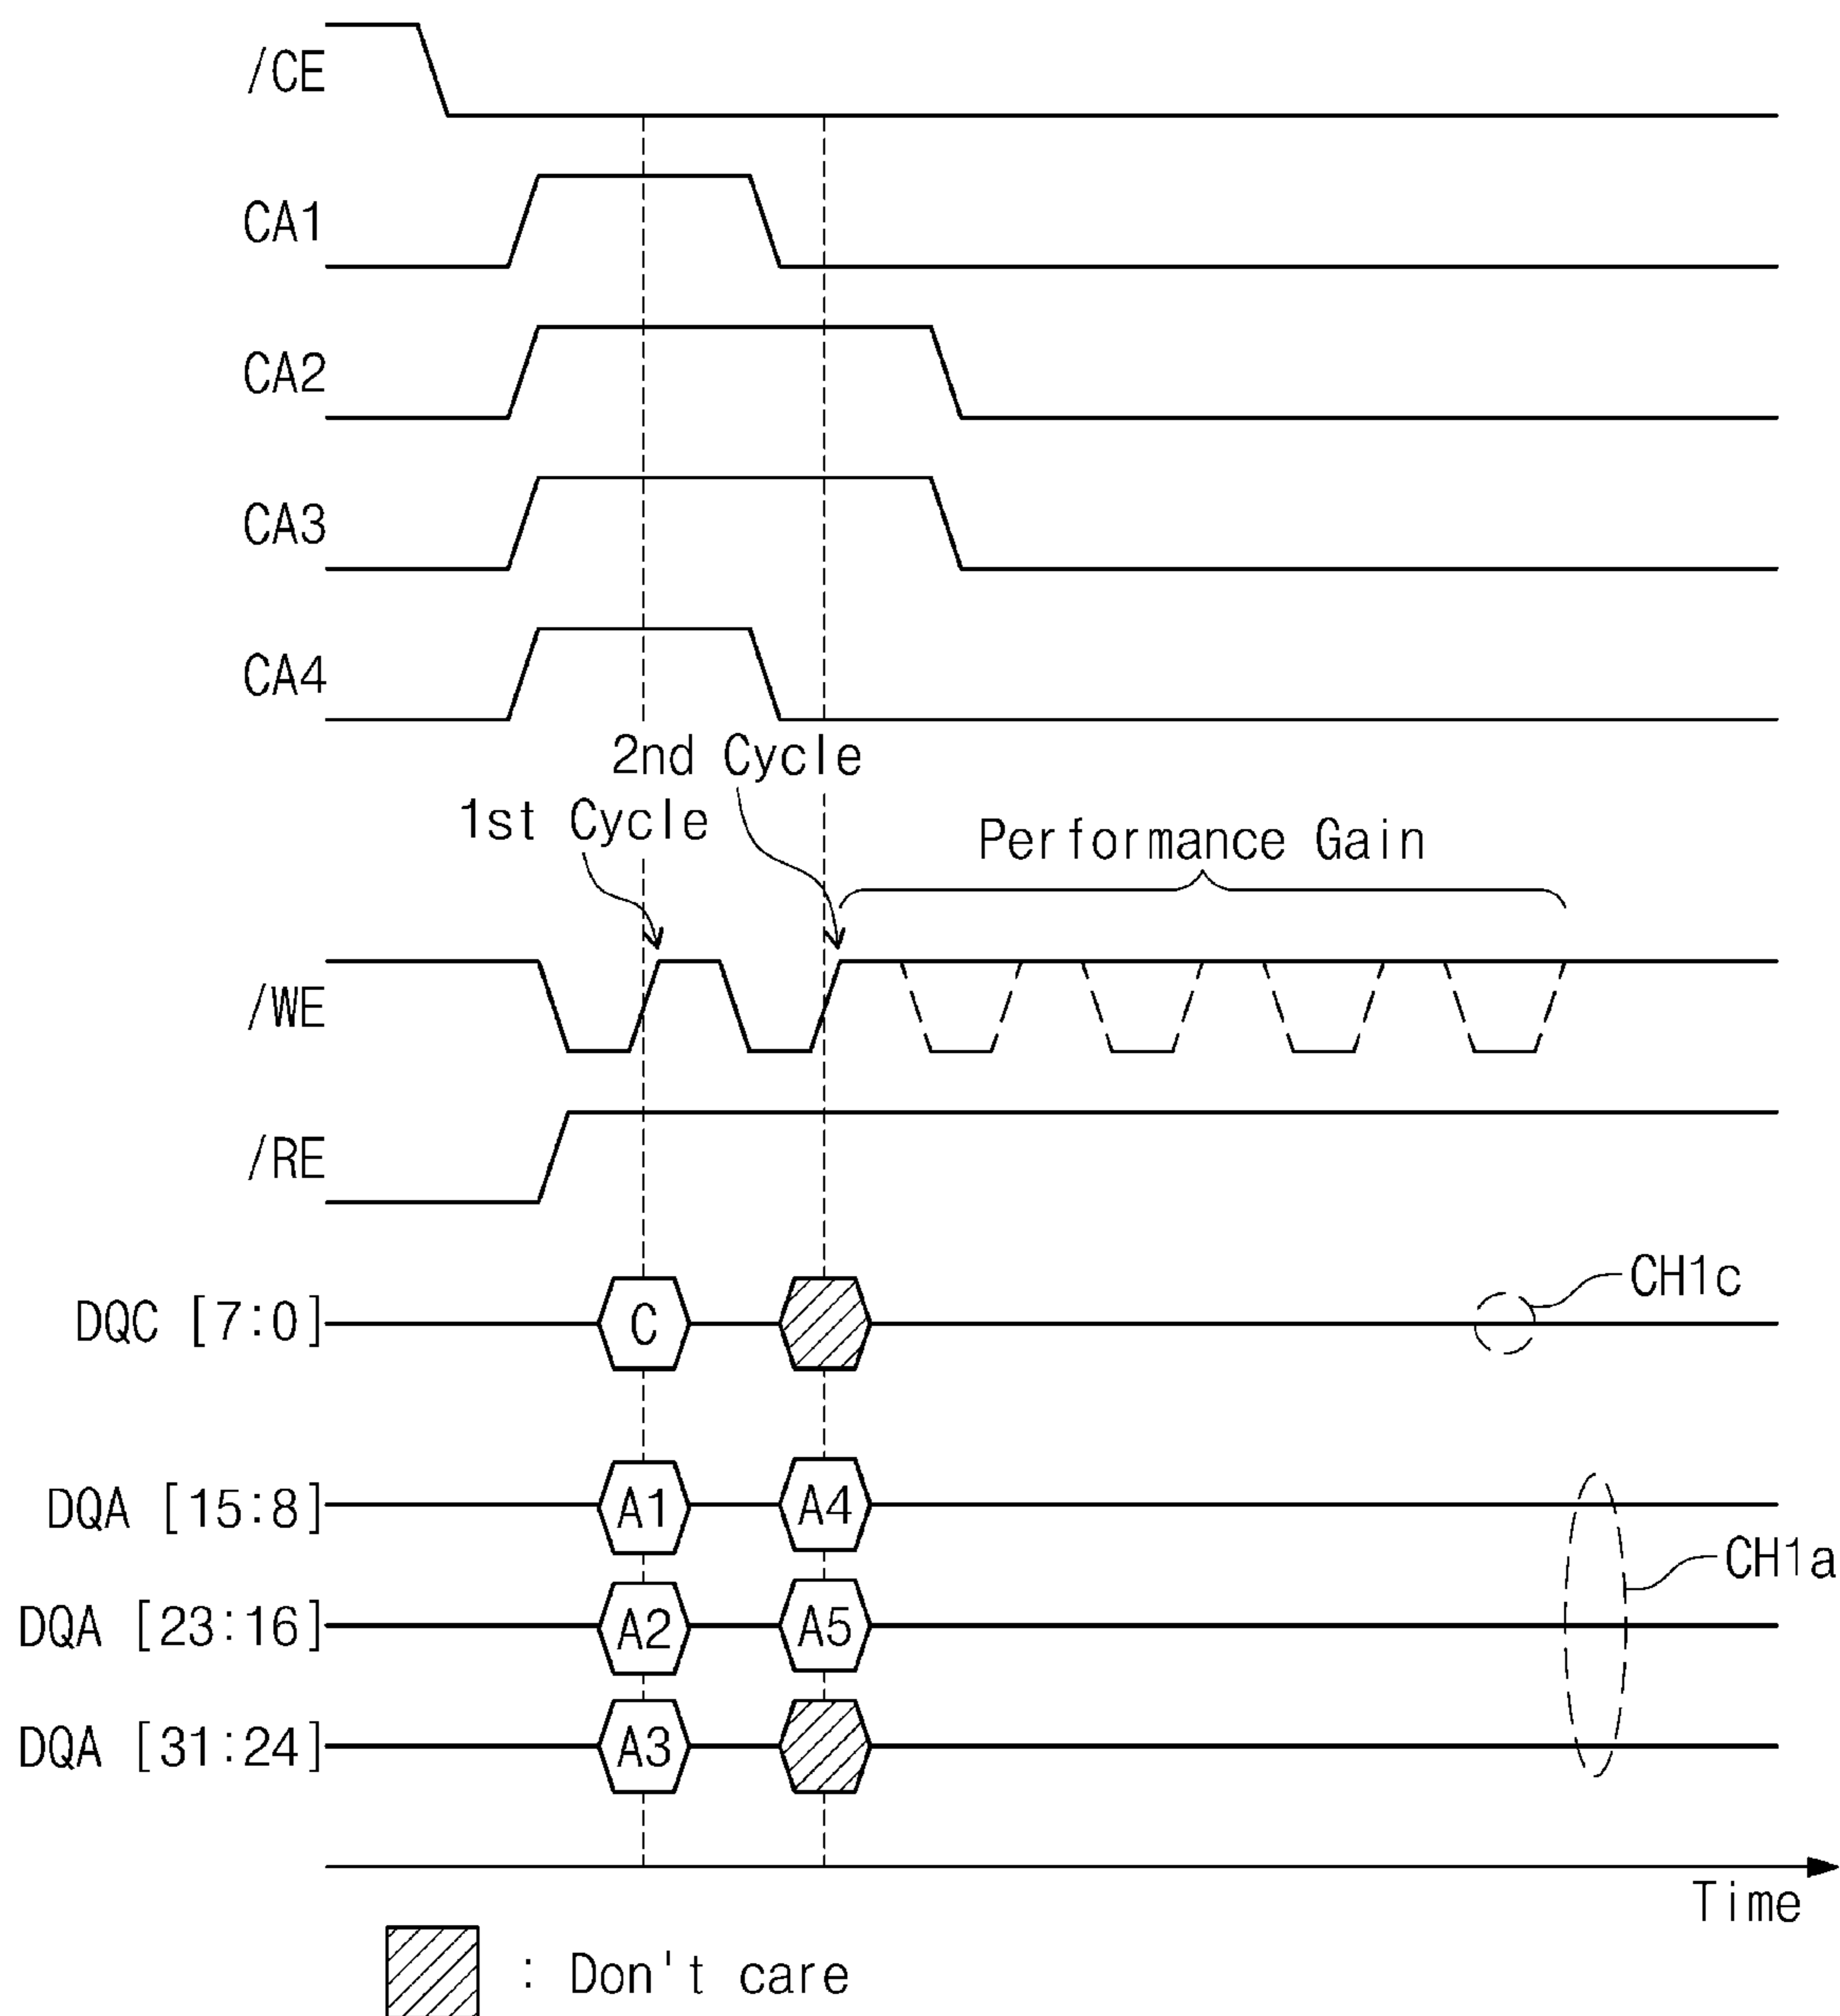 /CE
CA1
CA2
CA3
CA4
2nd Cycle
1st Cycle
Performance Gain
/WE
/RE
CH1c
DQC [7:0]
C
DQA [15:8]
A1
A4
CH1a
DQA [23:16]
A2
A5
DQA [31:24]
A3
Time
: Don't care